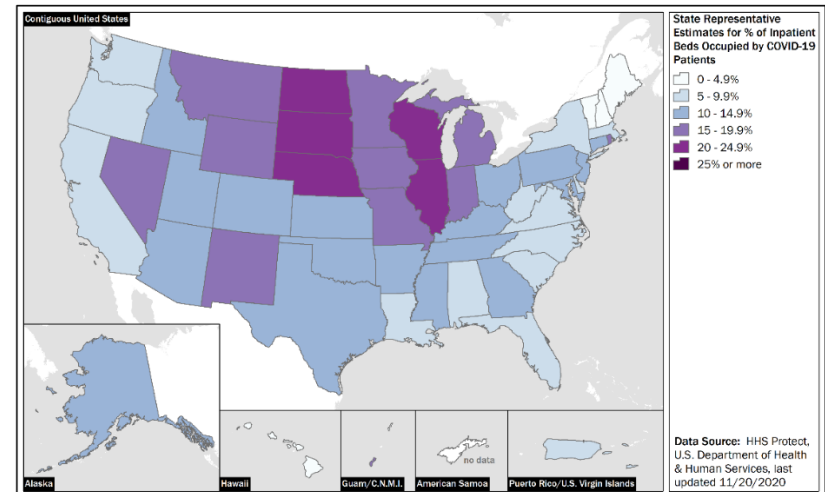 Contiguous United States
State Representative
Estimates for % of Inpatient
Beds Occupied by COVID-19
Patients
0 - 4.9%
5 - 9.9%
10 - 14.9%
15 - 19.9%
20 - 24.9%
25% or more
no data
Alaska
Hawaii
Guam/C.N.M.I.
American Samoa
Puerto Rico/U.S. Virgin Islands
Data Source: HHS Protect,
U.S. Department of Health
& Human Services, last
updated 11/20/2020